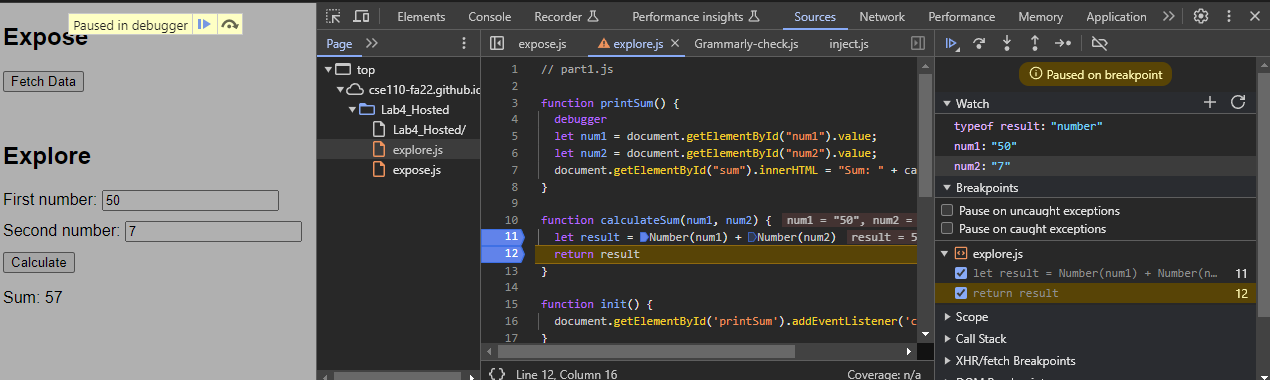 Paused in debugger
Expose
Fetch Data
Explore
First number: 50
Second number: 7
Calculate
Sum: 57
Elements Console Recorder Performance insights Sources Network Performance Memory Application
Page
top
cse110-fa22.github.io
Lab4_Hosted
Lab4_Hosted/
explore.js
expose.js
expose.js explore.js Grammarly-check.js inject.js
1 // part1.js
2
3 function printSum() {
4 debugger
5 let num1 = document.getElementById("num1").value;
6 let num2 = document.getElementById("num2").value;
7 document.getElementById("sum").innerHTML = "Sum: " + ca
8 }
9
10 function calculateSum(num1, num2) { num1 = "50", num2 =
11 let result = Number(num1) + Number(num2) result = 5
12 return result
13 }
14
15 function init() {
16 document.getElementById('printSum').addEventListener('c
17 }
{} Line 12, Column 16 Coverage: n/a
Paused on breakpoint
Watch
typeof result: "number"
num1: "50"
num2: "7"
Breakpoints
Pause on uncaught exceptions
Pause on caught exceptions
explore.js
let result = Number(num1) + Number(n… 11
return result 12
Scope
Call Stack
XHR/fetch Breakpoints
DOM Breakpoints